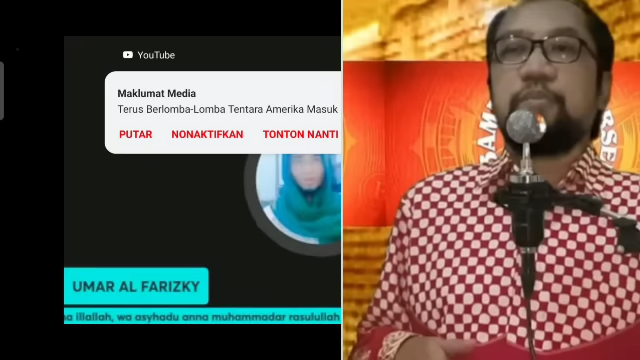 YouTube
Maklumat Media
Terus Berlomba-Lomba Tentara Amerika Masuk
PUTAR NONAKTIFKAN TONTON NANTI
UMAR AL FARIZKY
illallah, wa asyhadu anna muhammadar rasulullah